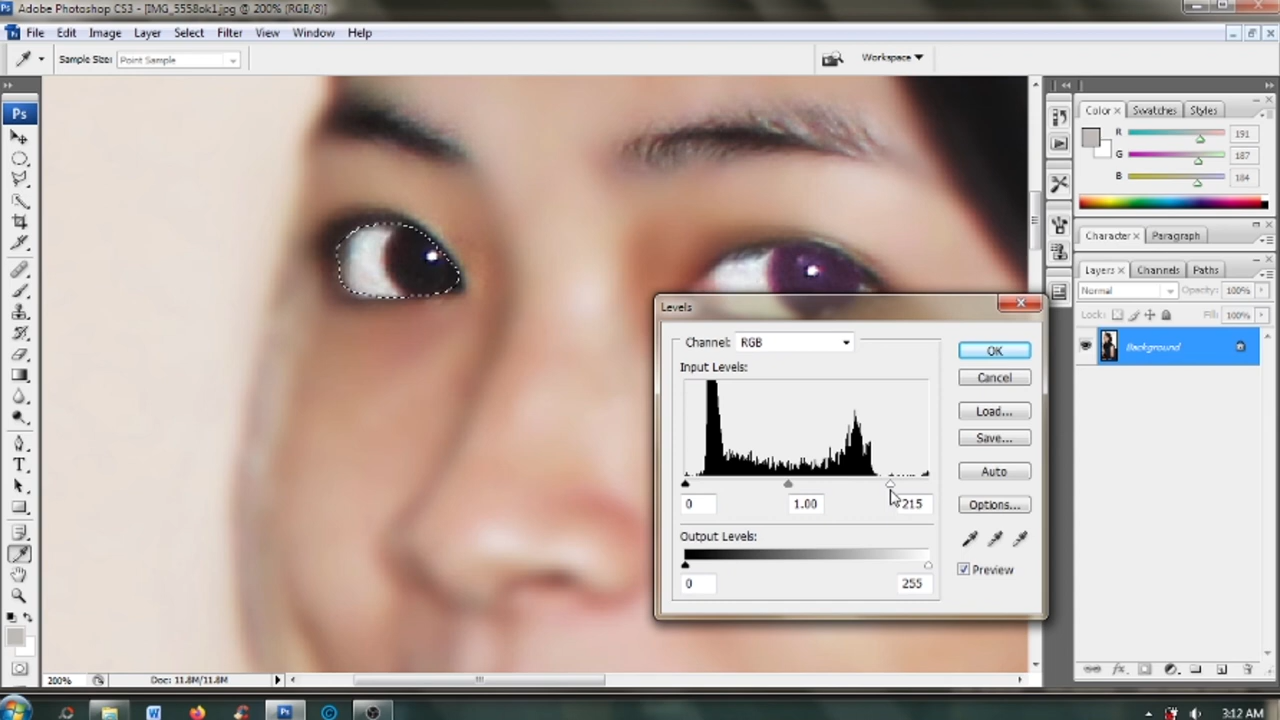 Adobe Photoshop CS3 - [IMG_5558ok1.jpg @ 200% (RGB/8)]
File Edit Image Layer Select Filter View Window Help
Sample Size: Point Sample Workspace
Ps
Color Swatches Styles
R 191
G 187
B 184
Character Paragraph
Layers Channels Paths
Normal Opacity: 100%
Lock: Fill: 100%
Background
Levels
Channel: RGB
Input Levels:
0 1.00 215
Output Levels:
0 255
OK
Cancel
Load...
Save...
Auto
Options...
Preview
T
200% Doc: 11.8M/11.8M
W Ps
3:12 AM